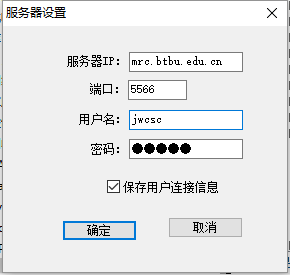 服务器设置
服务器IP： mrc.btbu.edu.cn
端口： 5566
用户名： jwcsc
密码： ●●●●●
保存用户连接信息
确定 取消